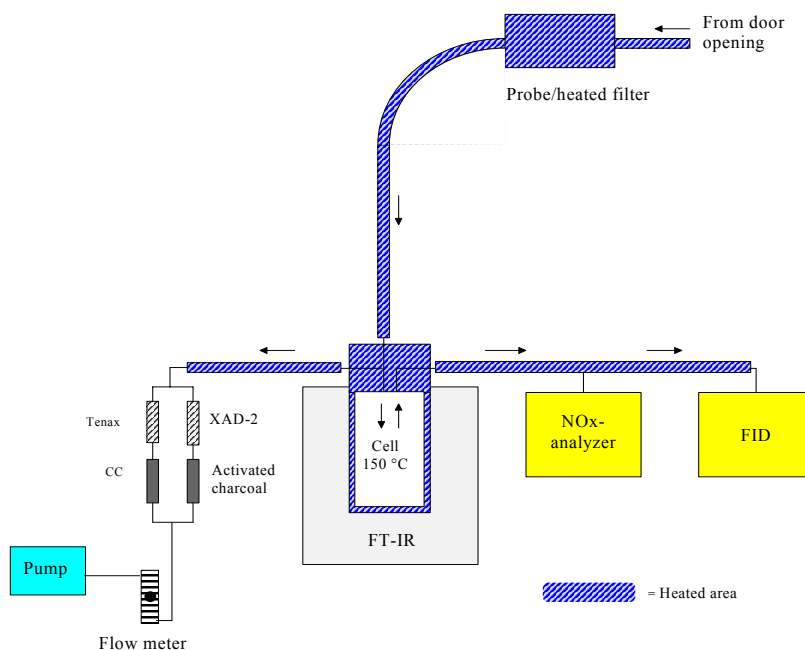 From door
opening
Probe/heated filter
Tenax
XAD-2
CC
Activated
charcoal
Cell
150 °C
NOx-
analyzer
FID
FT-IR
Pump
Flow meter
= Heated area